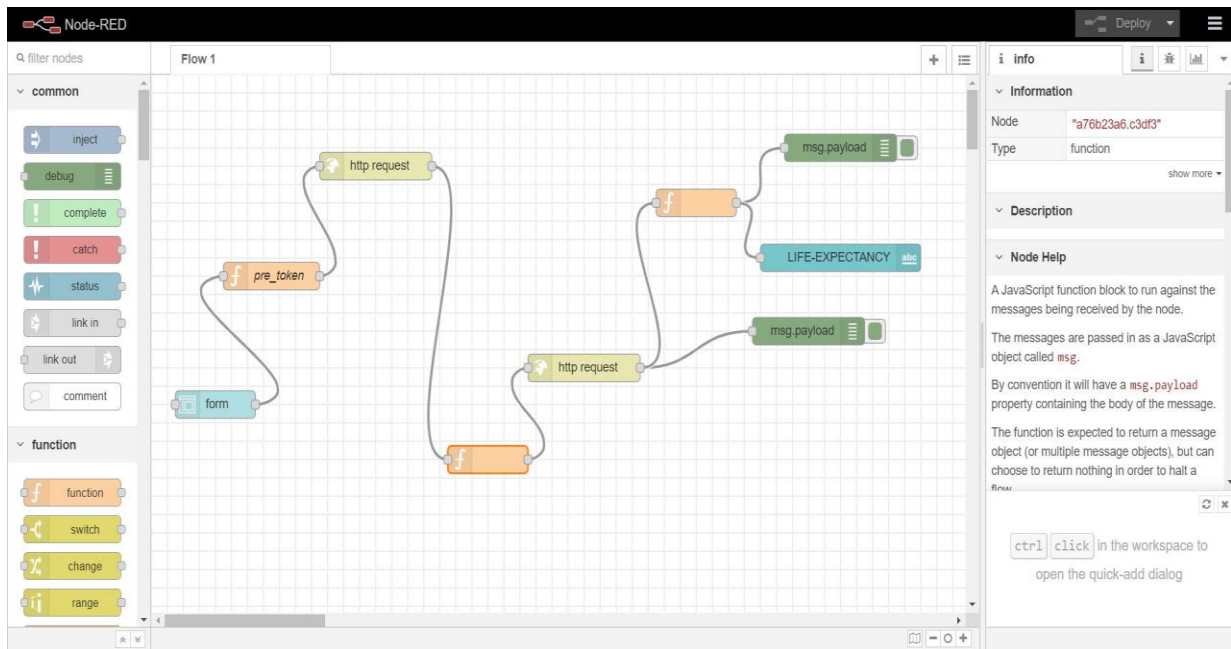 Node-RED
Deploy
filter nodes
common
inject
debug
complete
catch
status
link in
link out
comment
function
function
switch
change
range
Flow 1
http request
pre_token
form
http request
msg.payload
LIFE-EXPECTANCY abc
msg.payload
i info
i
Information
Node "a76b23a6.c3df3"
Type function
show more
Description
Node Help
A JavaScript function block to run against the
messages being received by the node.
The messages are passed in as a JavaScript
object called msg.
By convention it will have a msg.payload
property containing the body of the message.
The function is expected to return a message
object (or multiple message objects), but can
choose to return nothing in order to halt a
flow
ctrl click in the workspace to
open the quick-add dialog